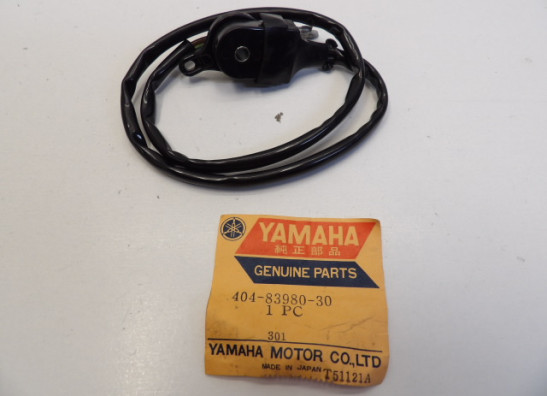 YAMAHA
純正部品
GENUINE PARTS
404-83980-30
1 PC
301
YAMAHA MOTOR CO.,LTD
MADE IN JAPAN T51121A